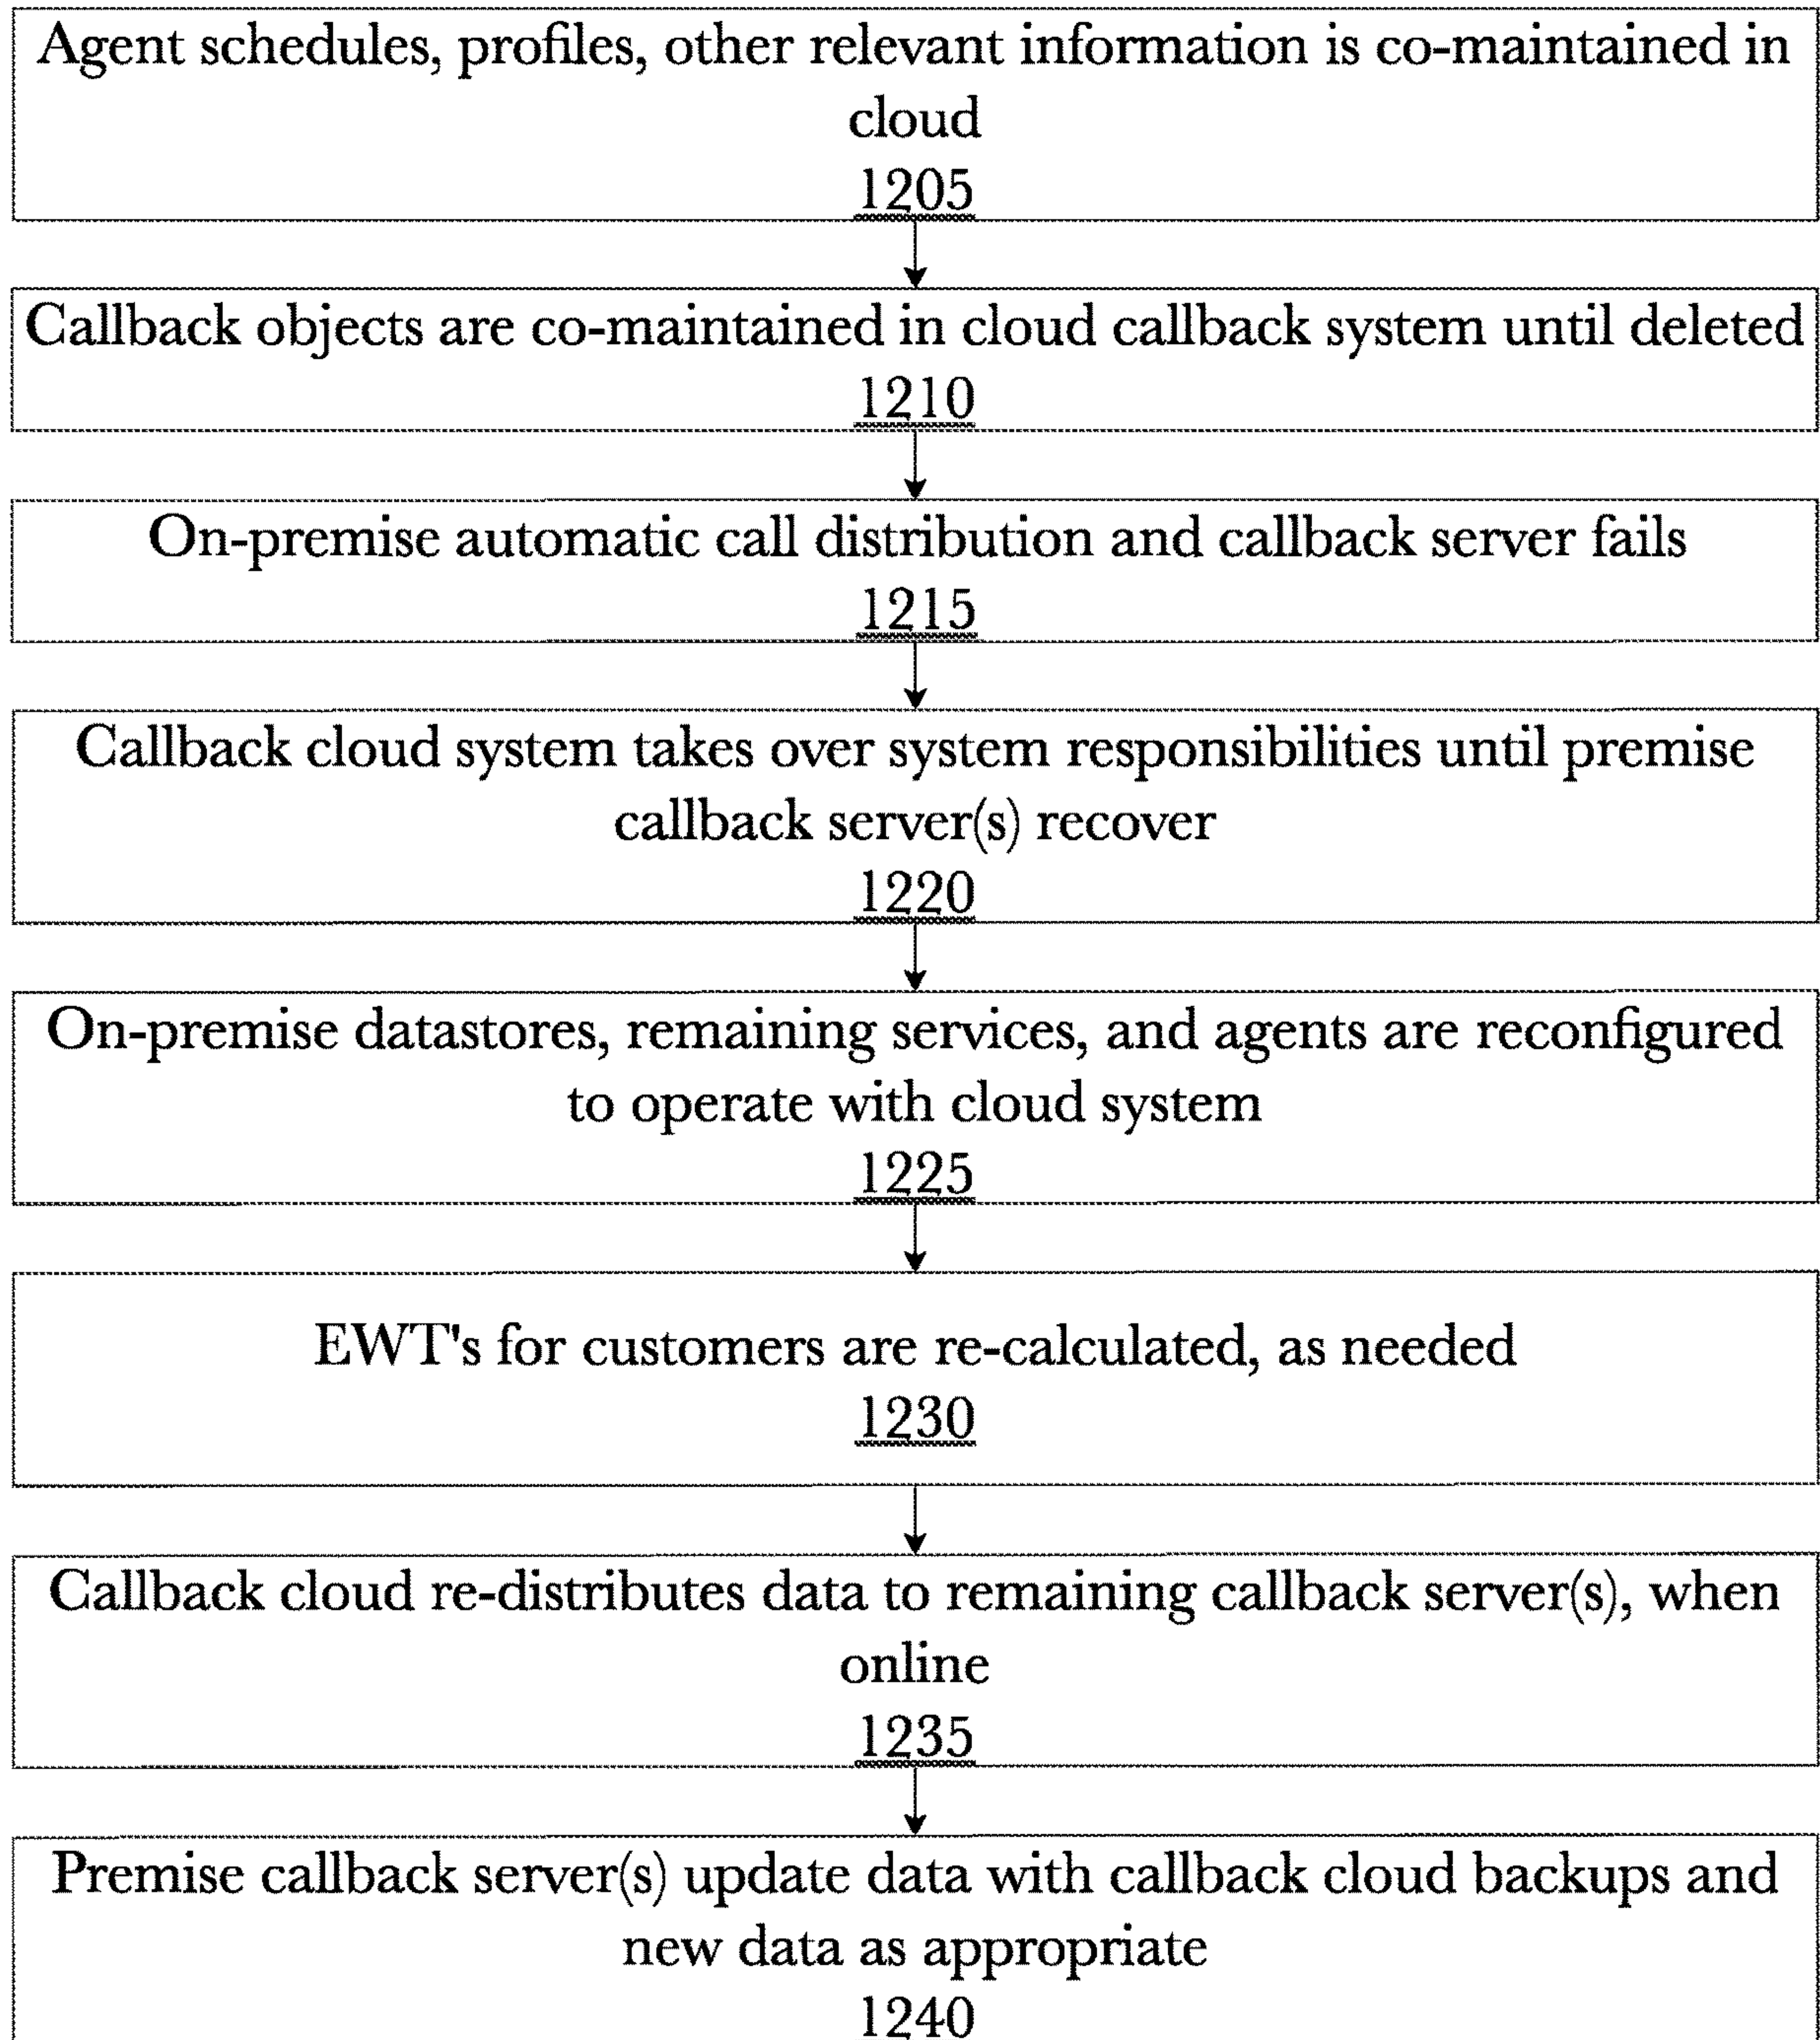 Agent schedules, profiles, other relevant information is co-maintained in
cloud
1205
Callback objects are co-maintained in cloud callback system until deleted
1210
On-premise automatic call distribution and callback server fails
1215
Callback cloud system takes over system responsibilities until premise
callback server(s) recover
1220
On-premise datastores, remaining services, and agents are reconfigured
to operate with cloud system
1225
EWT's for customers are re-calculated, as needed
1230
Callback cloud re-distributes data to remaining callback server(s), when
online
1235
Premise callback server(s) update data with callback cloud backups and
new data as appropriate
1240